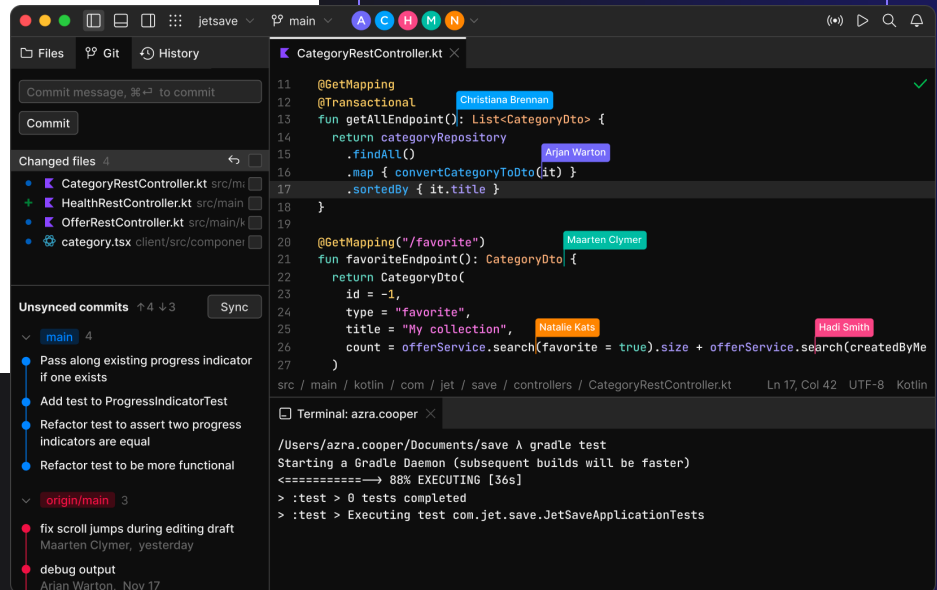 jetsave main A C H M N
Files Git History
Commit message, ⌘⏎ to commit
Commit
Changed files 4
CategoryRestController.kt src/m
HealthRestController.kt src/main
OfferRestController.kt src/main/k
category.tsx client/src/componer
Unsynced commits ↑4 ↓3 Sync
main 4
Pass along existing progress indicator
if one exists
Add test to ProgressIndicatorTest
Refactor test to assert two progress
indicators are equal
Refactor test to be more functional
origin/main 3
fix scroll jumps during editing draft
Maarten Clymer, yesterday
debug output
Arjan Warton, Nov 17
CategoryRestController.kt
11 @GetMapping
12 @Transactional
Christiana Brennan
13 fun getAllEndpoint(): List<CategoryDto> {
14 return categoryRepository
15 .findAll()
Arjan Warton
16 .map { convertCategoryToDto(it) }
17 .sortedBy { it.title }
18 }
19
20 @GetMapping("/favorite")
Maarten Clymer
21 fun favoriteEndpoint(): CategoryDto {
22 return CategoryDto(
23 id = -1,
24 type = "favorite",
25 title = "My collection",
Natalie Kats Hadi Smith
26 count = offerService.search(favorite = true).size + offerService.search(createdByMe
27 )
src / main / kotlin / com / jet / save / controllers / CategoryRestController.kt Ln 17, Col 42 UTF-8 Kotlin
Terminal: azra.cooper
/Users/azra.cooper/Documents/save λ gradle test
Starting a Gradle Daemon (subsequent builds will be faster)
<===========--> 88% EXECUTING [36s]
> :test > 0 tests completed
> :test > Executing test com.jet.save.JetSaveApplicationTests